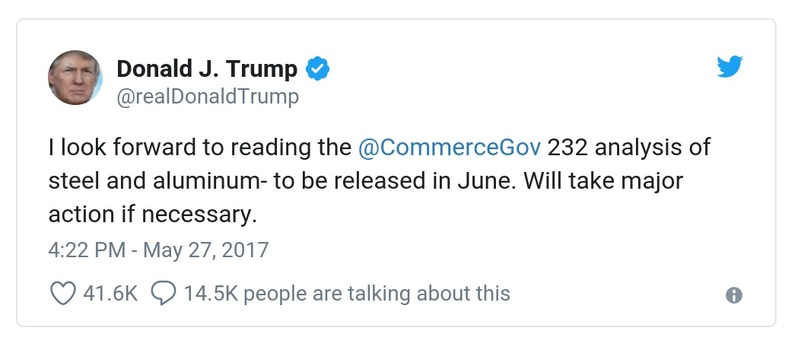 Donald J. Trump
@realDonaldTrump
I look forward to reading the @CommerceGov 232 analysis of
steel and aluminum- to be released in June. Will take major
action if necessary.
4:22 PM - May 27, 2017
41.6K 14.5K people are talking about this